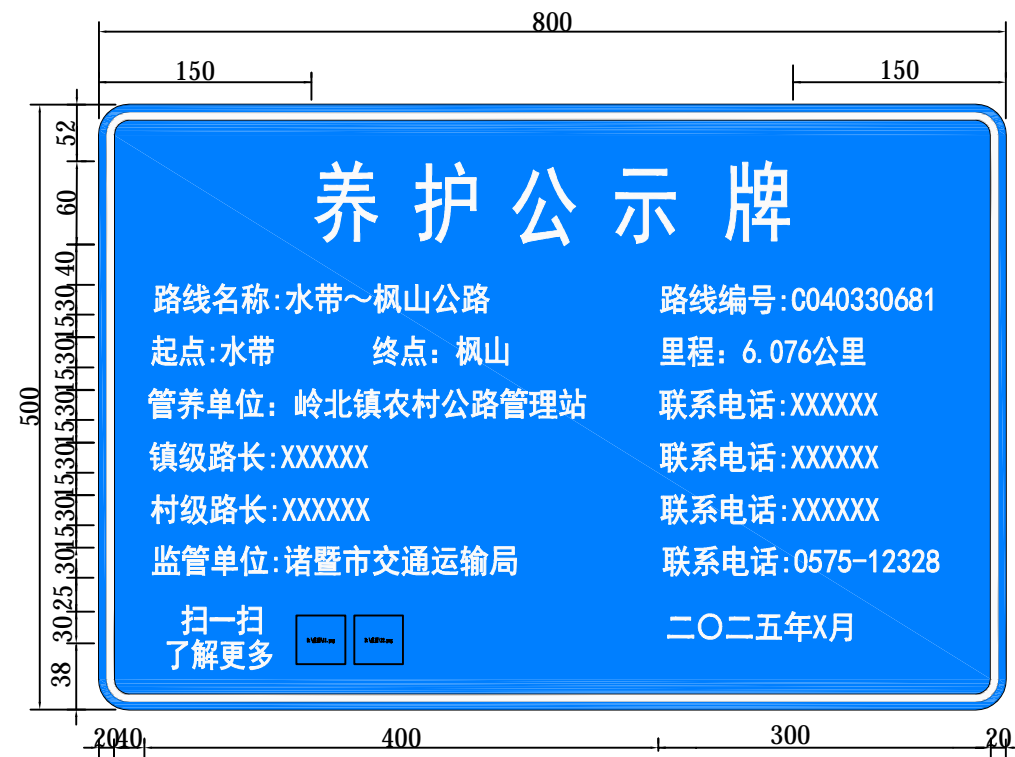 800
150 150
52
60
40
30
15
30
15
30
15
30
15
30
15
30
25
30
38
500
养护公示牌
路线名称:水带～枫山公路 路线编号:C040330681
起点:水带 终点：枫山 里程：6.076公里
管养单位：岭北镇农村公路管理站 联系电话:XXXXXX
镇级路长:XXXXXX 联系电话:XXXXXX
村级路长:XXXXXX 联系电话:XXXXXX
监管单位:诸暨市交通运输局 联系电话:0575-12328
扫一扫
了解更多
二〇二五年X月
20 40 400 300 20